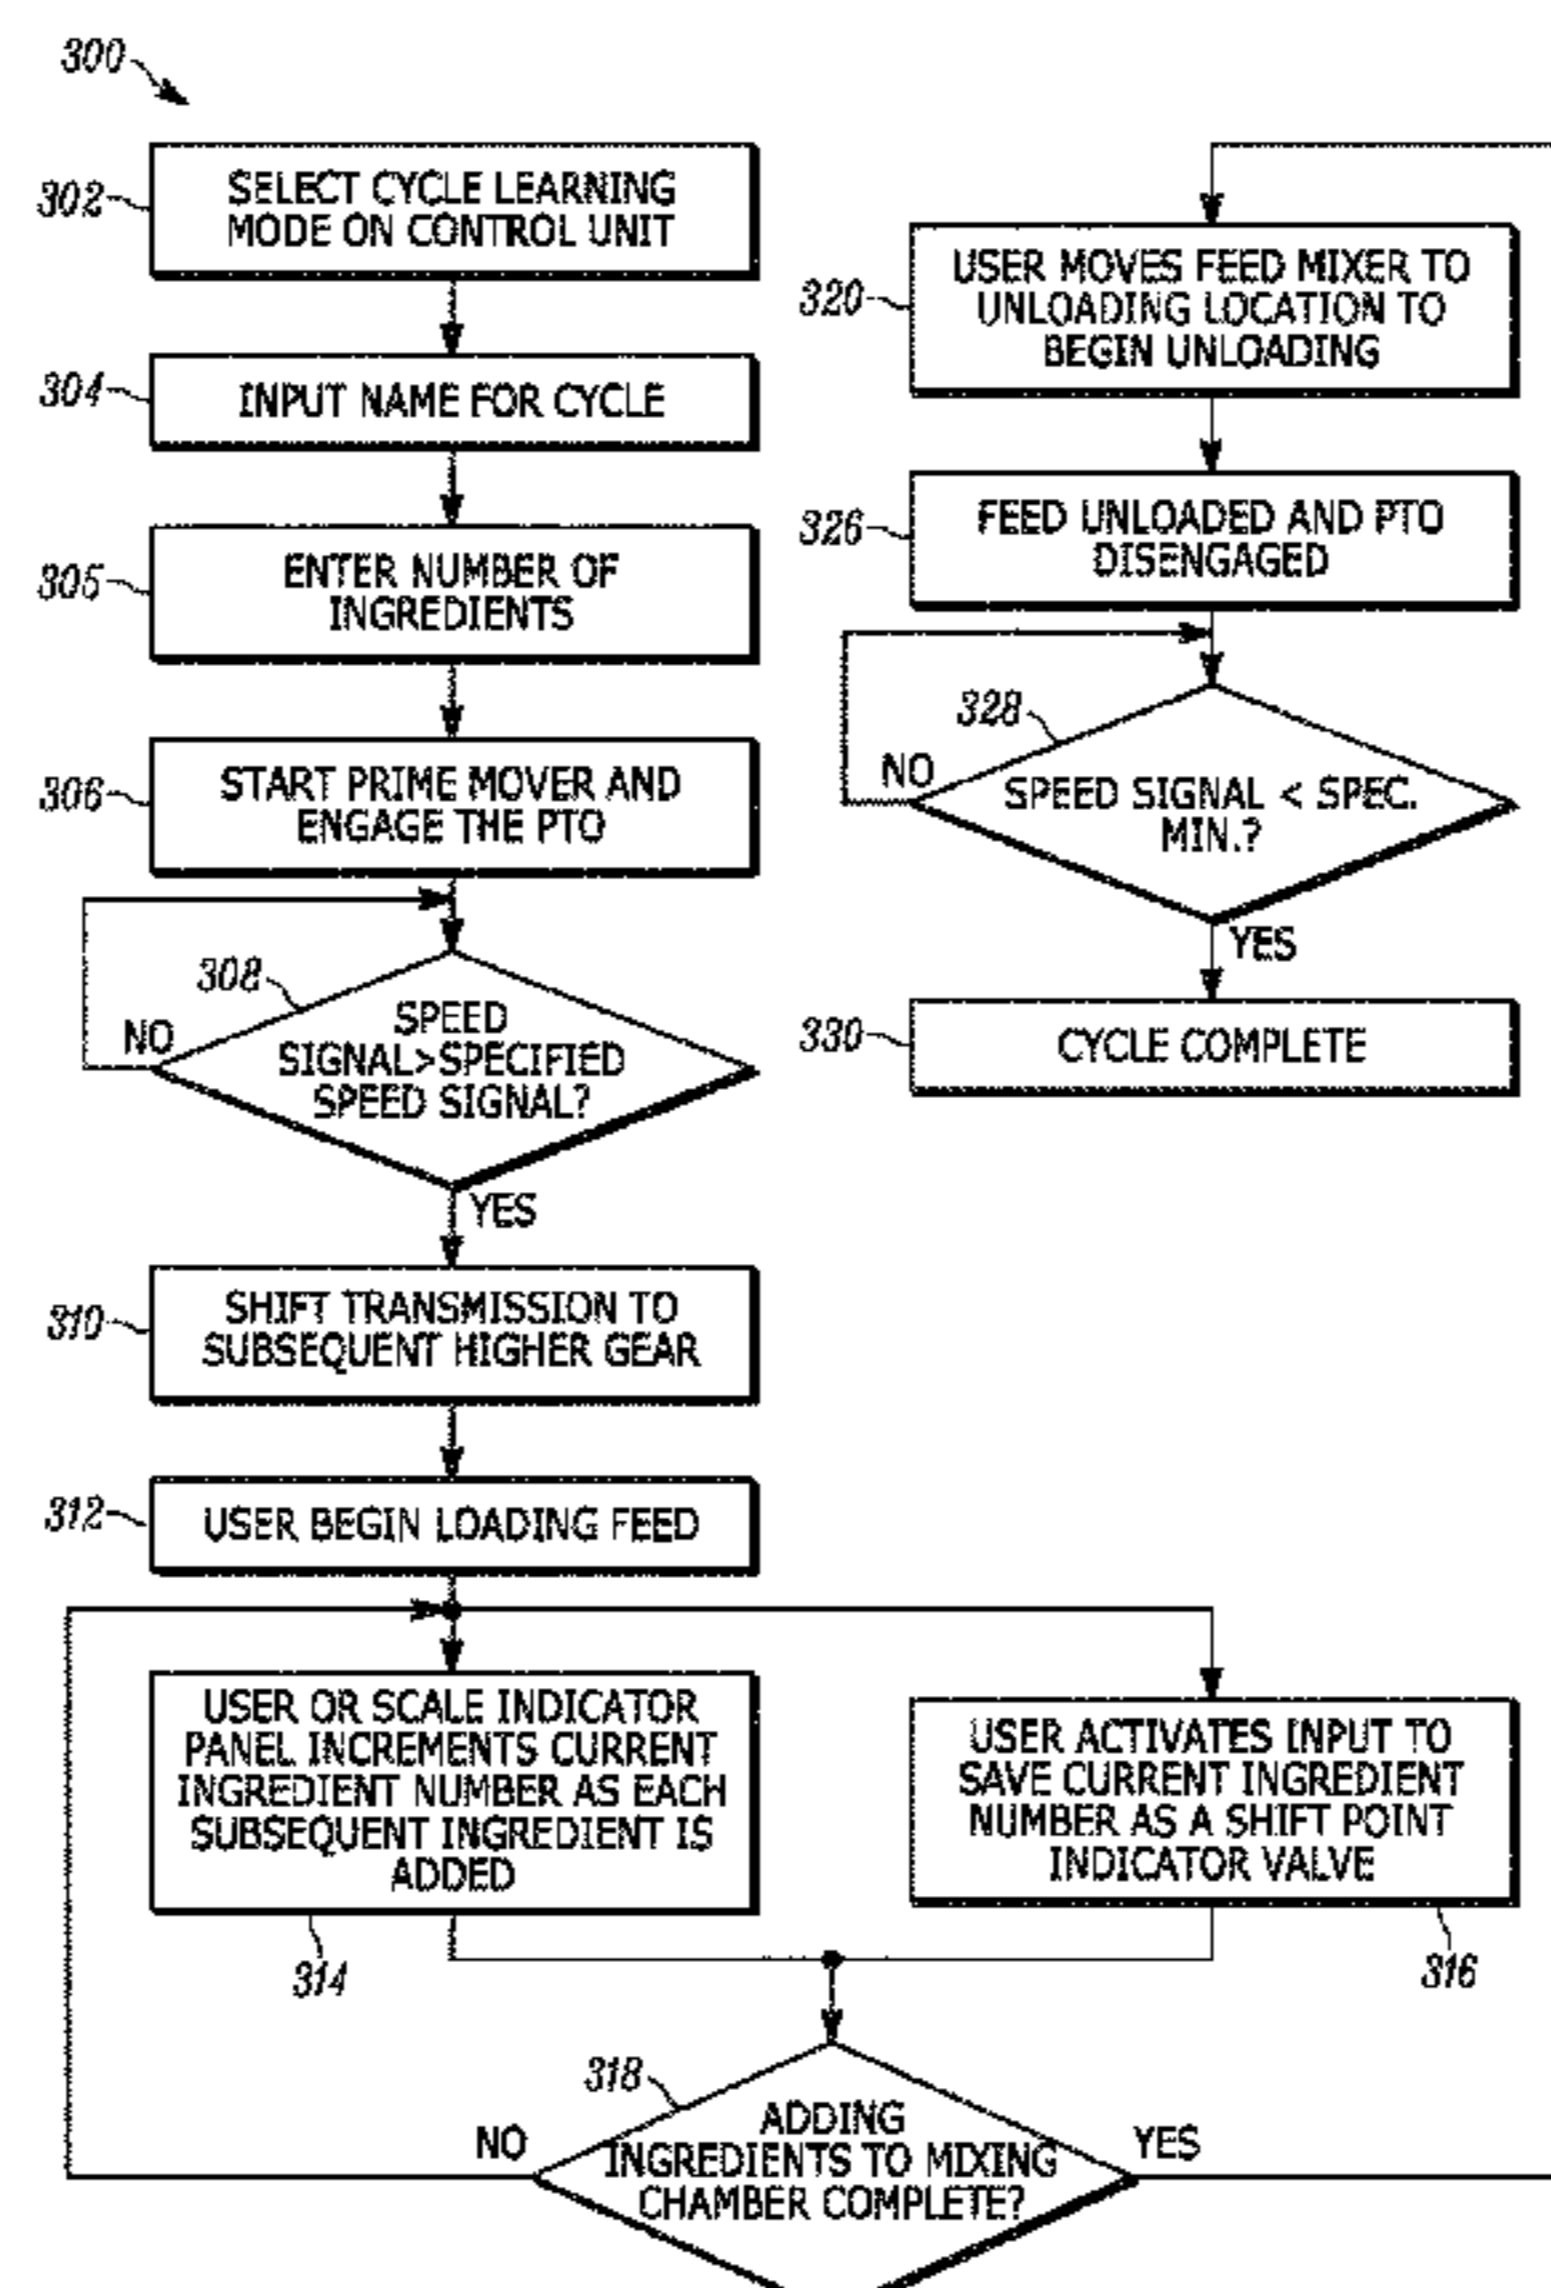 300
302
SELECT CYCLE LEARNING
MODE ON CONTROL UNIT
304
INPUT NAME FOR CYCLE
305
ENTER NUMBER OF
INGREDIENTS
306
START PRIME MOVER AND
ENGAGE THE PTO
308
NO
SPEED
SIGNAL>SPECIFIED
SPEED SIGNAL?
YES
310
SHIFT TRANSMISSION TO
SUBSEQUENT HIGHER GEAR
312
USER BEGIN LOADING FEED
USER OR SCALE INDICATOR
PANEL INCREMENTS CURRENT
INGREDIENT NUMBER AS EACH
SUBSEQUENT INGREDIENT IS
ADDED
314
USER ACTIVATES INPUT TO
SAVE CURRENT INGREDIENT
NUMBER AS A SHIFT POINT
INDICATOR VALVE
316
318
NO
ADDING
INGREDIENTS TO MIXING
CHAMBER COMPLETE?
YES
320
USER MOVES FEED MIXER TO
UNLOADING LOCATION TO
BEGIN UNLOADING
326
FEED UNLOADED AND PTO
DISENGAGED
328
NO
SPEED SIGNAL < SPEC.
MIN.?
YES
330
CYCLE COMPLETE